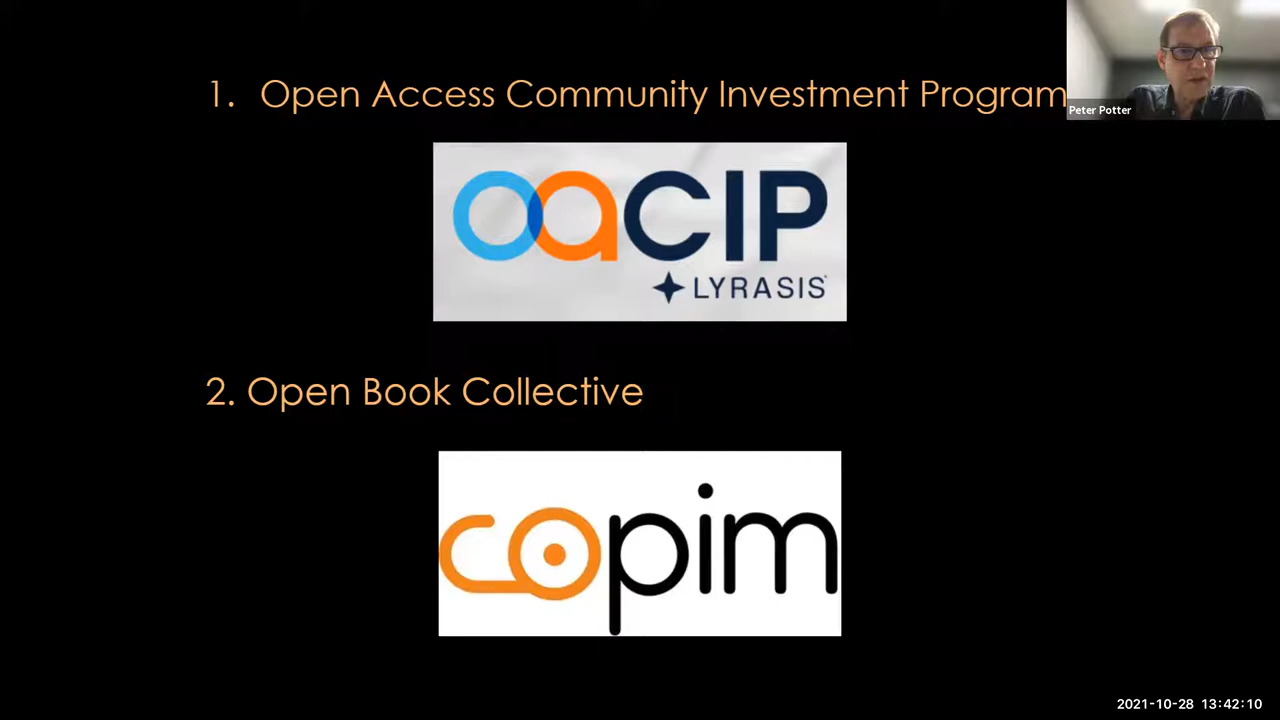 1. Open Access Community Investment Program
Peter Potter
oaCIP
LYRASIS
2. Open Book Collective
copim
2021-10-28 13:42:10